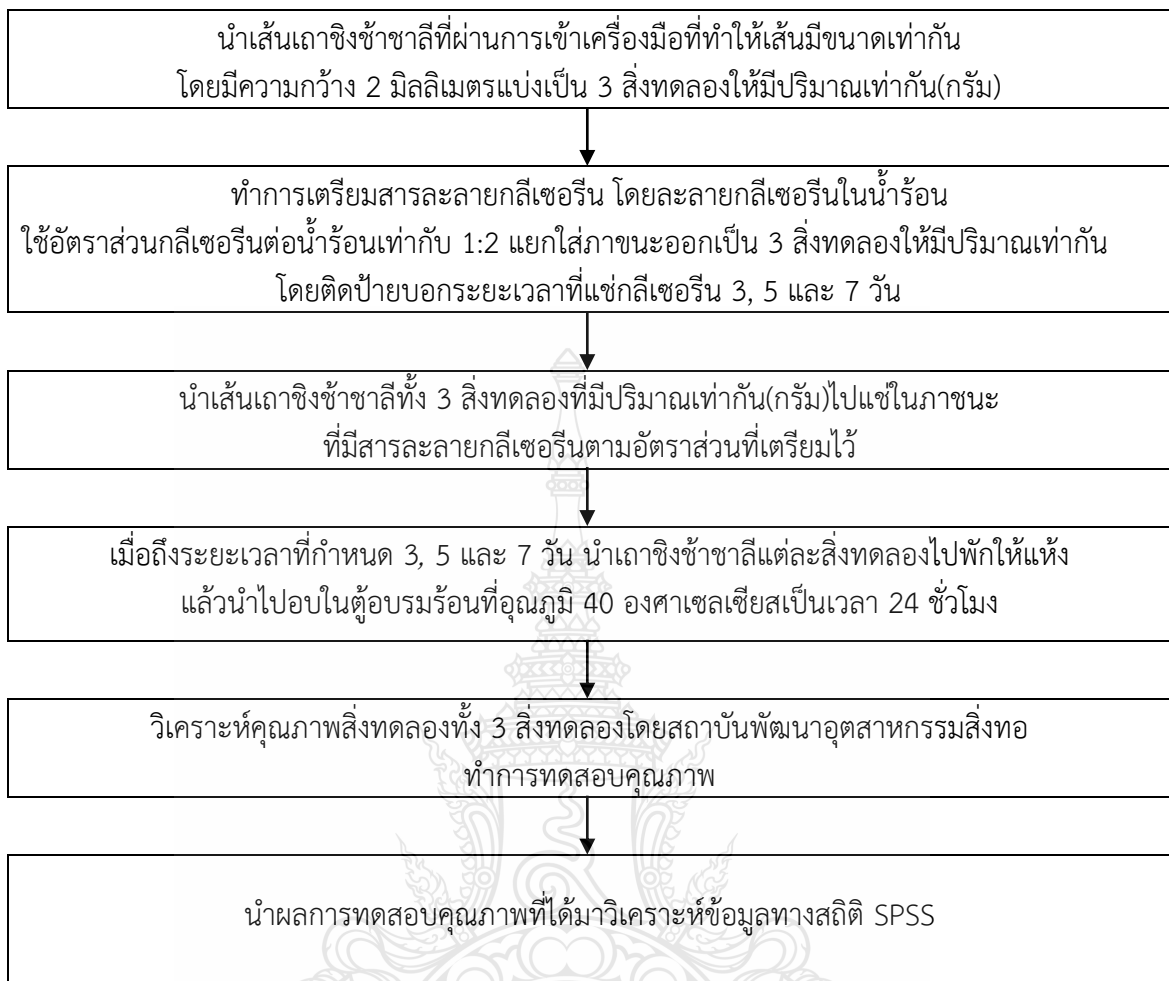 นำเส้นเถาชิงช้าชาลีที่ผ่านการเข้าเครื่องมือที่ทำให้เส้นมีขนาดเท่ากัน
โดยมีความกว้าง 2 มิลลิเมตรแบ่งเป็น 3 สิ่งทดลองให้มีปริมาณเท่ากัน(กรัม)
ทำการเตรียมสารละลายกลีเซอรีน โดยละลายกลีเซอรีนในน้ำร้อน
ใช้อัตราส่วนกลีเซอรีนต่อน้ำร้อนเท่ากับ 1:2 แยกใส่ภาขนะออกเป็น 3 สิ่งทดลองให้มีปริมาณเท่ากัน
โดยติดป้ายบอกระยะเวลาที่แช่กลีเซอรีน 3, 5 และ 7 วัน
นำเส้นเถาชิงช้าชาลีทั้ง 3 สิ่งทดลองที่มีปริมาณเท่ากัน(กรัม)ไปแช่ในภาชนะ
ที่มีสารละลายกลีเซอรีนตามอัตราส่วนที่เตรียมไว้
เมื่อถึงระยะเวลาที่กำหนด 3, 5 และ 7 วัน นำเถาชิงช้าชาลีแต่ละสิ่งทดลองไปพักให้แห้ง
แล้วนำไปอบในตู้อบรมร้อนที่อุณภูมิ 40 องศาเซลเซียสเป็นเวลา 24 ชั่วโมง
วิเคราะห์คุณภาพสิ่งทดลองทั้ง 3 สิ่งทดลองโดยสถาบันพัฒนาอุตสาหกรรมสิ่งทอ
ทำการทดสอบคุณภาพ
นำผลการทดสอบคุณภาพที่ได้มาวิเคราะห์ข้อมูลทางสถิติ SPSS